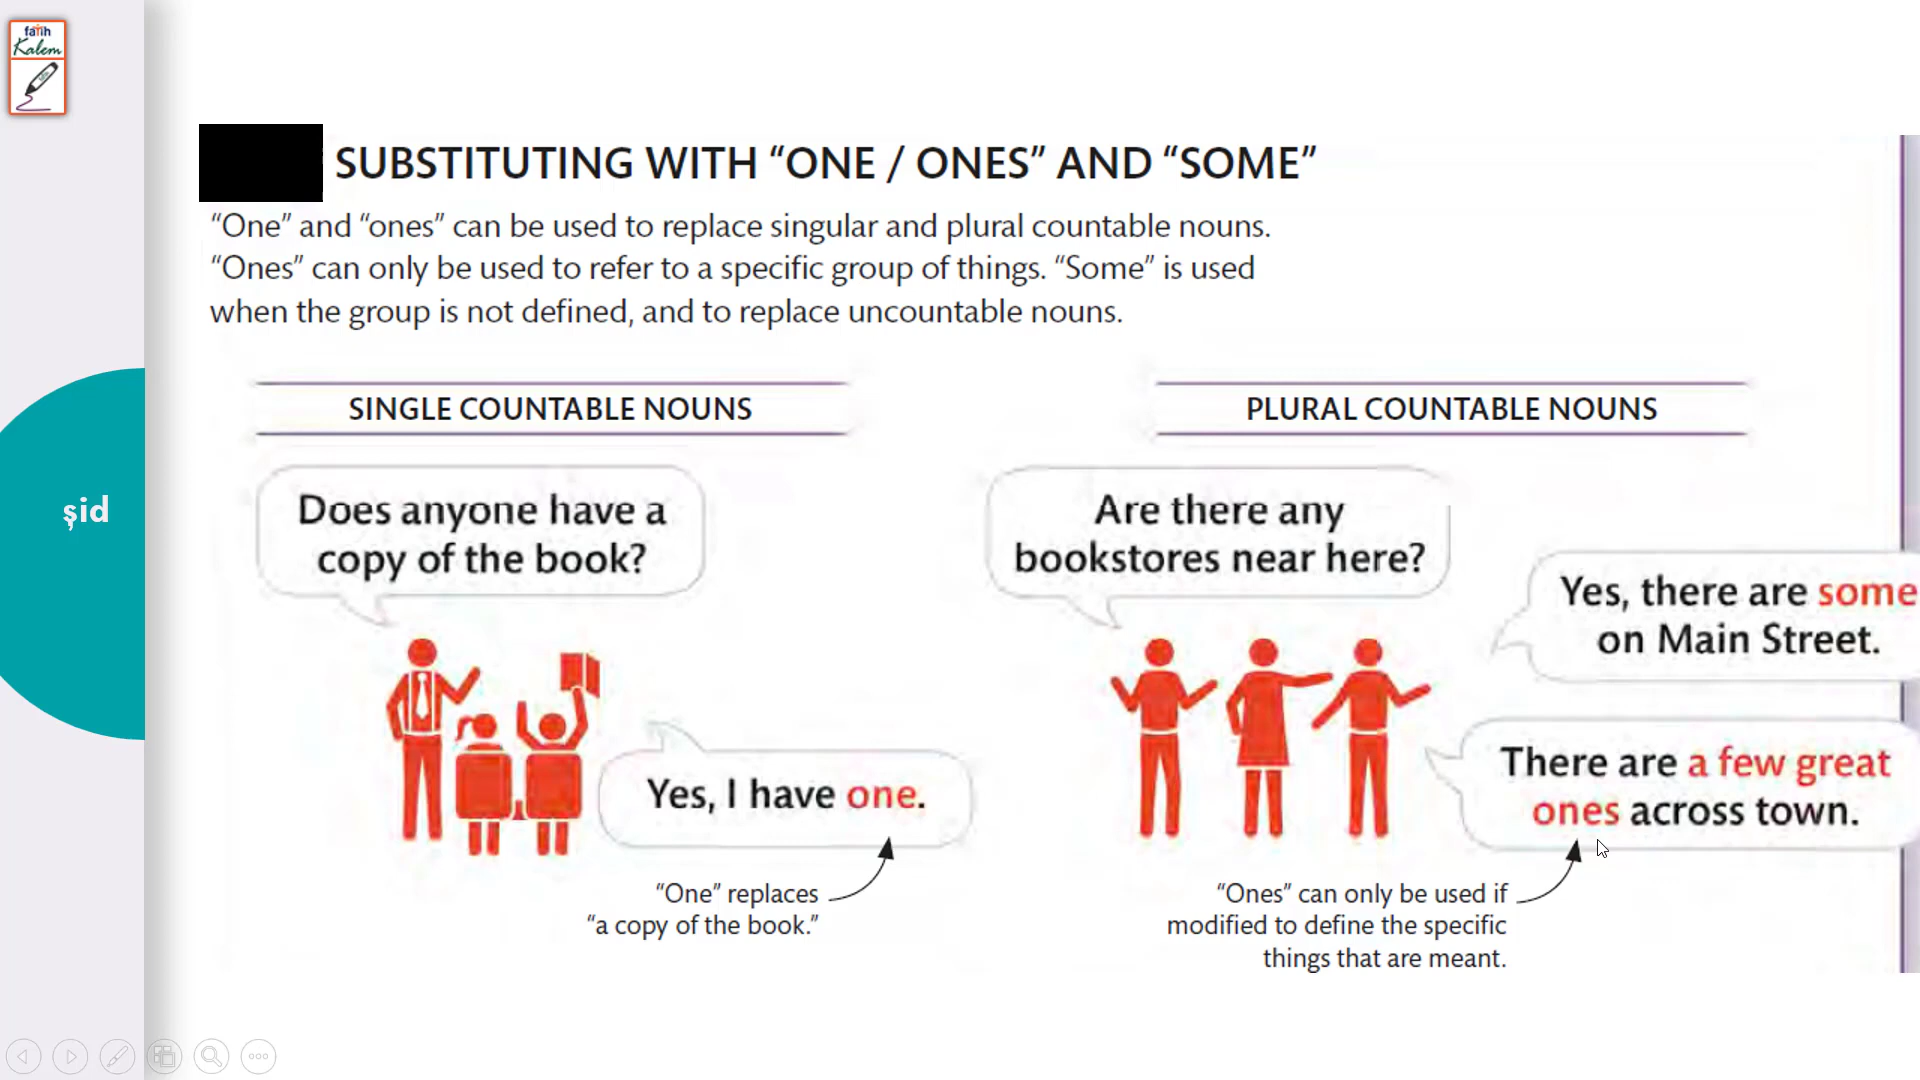 fatih
Kalem
SUBSTITUTING WITH “ONE / ONES” AND “SOME”
“One” and “ones” can be used to replace singular and plural countable nouns.
“Ones” can only be used to refer to a specific group of things. “Some” is used
when the group is not defined, and to replace uncountable nouns.
SINGLE COUNTABLE NOUNS
Does anyone have a
copy of the book?
Yes, I have one.
“One” replaces
“a copy of the book.”
PLURAL COUNTABLE NOUNS
Are there any
bookstores near here?
Yes, there are some
on Main Street.
There are a few great
ones across town.
“Ones” can only be used if
modified to define the specific
things that are meant.
şid